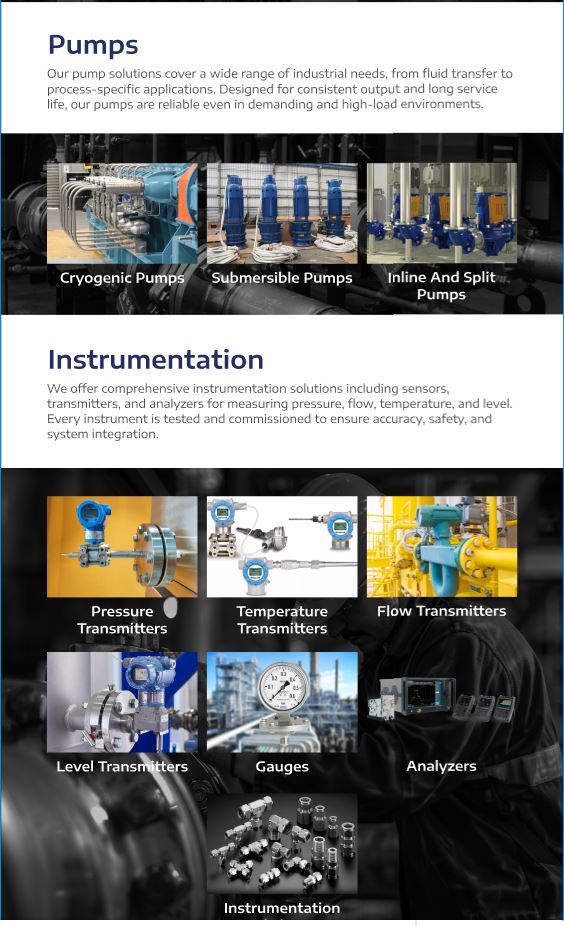 Pumps
Our pump solutions cover a wide range of industrial needs, from fluid transfer to
process-specific applications. Designed for consistent output and long service
life, our pumps are reliable even in demanding and high-load environments.
Cryogenic Pumps
Submersible Pumps
Inline And Split
Pumps
Instrumentation
We offer comprehensive instrumentation solutions including sensors,
transmitters, and analyzers for measuring pressure, flow, temperature, and level.
Every instrument is tested and commissioned to ensure accuracy, safety, and
system integration.
Pressure
Transmitters
Temperature
Transmitters
Flow Transmitters
Level Transmitters
Gauges
Analyzers
Instrumentation